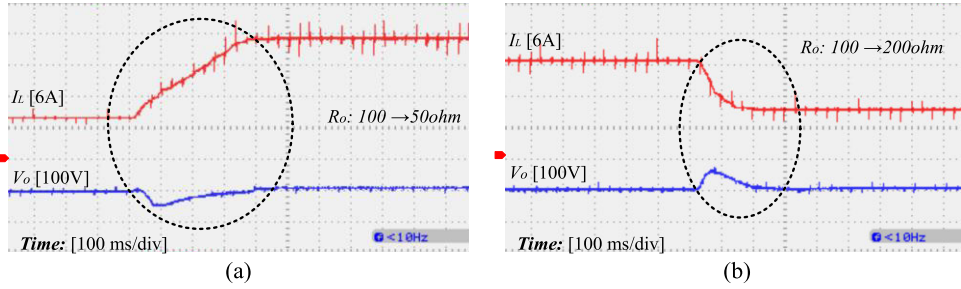 IL [6A]
Ro: 100 →50ohm
Vo [100V]
Time: [100 ms/div]
<10Hz
(a)
IL [6A]
Ro: 100 →200ohm
Vo [100V]
Time: [100 ms/div]
<10Hz
(b)